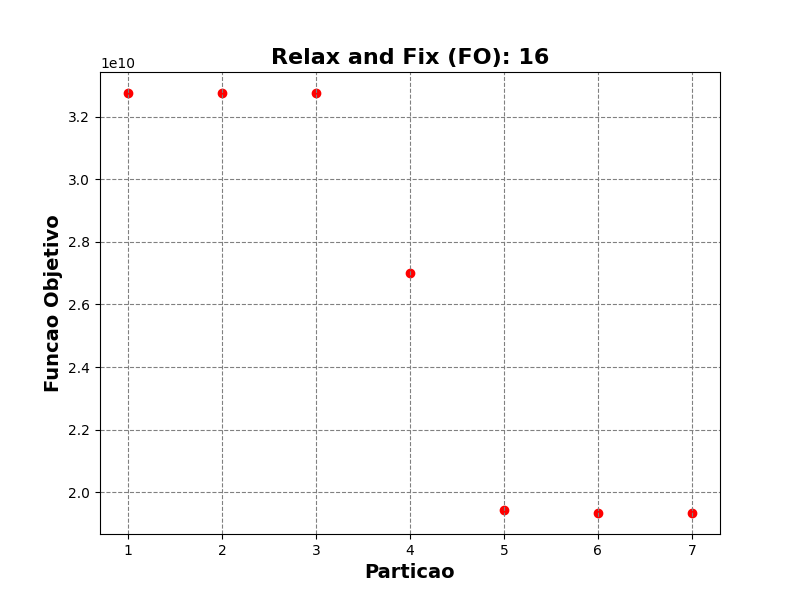 Relax and Fix (FO): 16
1e10
3.2
3.0
2.8
2.6
2.4
2.2
2.0
Funcao Objetivo
1 2 3 4 5 6 7
Particao